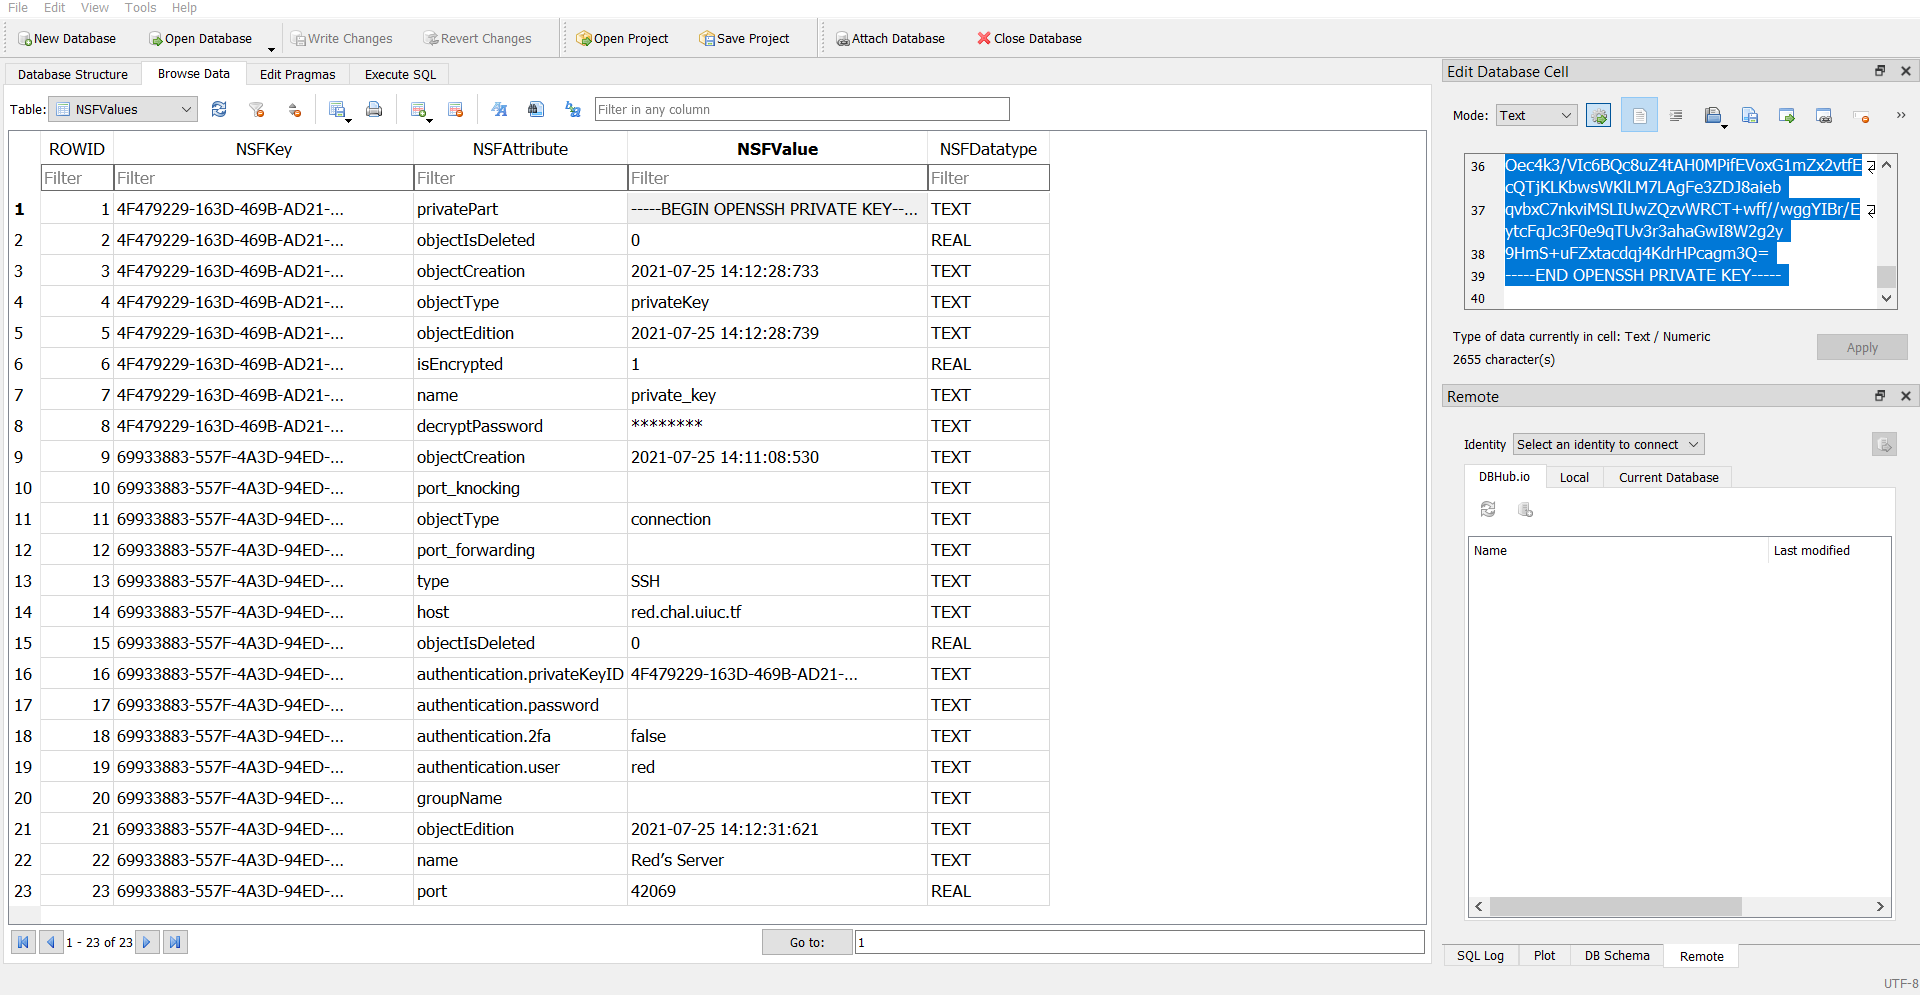 File Edit View Tools Help
New Database Open Database Write Changes Revert Changes Open Project Save Project Attach Database Close Database
Database Structure Browse Data Edit Pragmas Execute SQL
Table: NSFValues Filter in any column
ROWID NSFKey NSFAttribute NSFValue NSFDatatype
Filter Filter Filter Filter Filter
1 1 4F479229-163D-469B-AD21-... privatePart -----BEGIN OPENSSH PRIVATE KEY--... TEXT
2 2 4F479229-163D-469B-AD21-... objectIsDeleted 0 REAL
3 3 4F479229-163D-469B-AD21-... objectCreation 2021-07-25 14:12:28:733 TEXT
4 4 4F479229-163D-469B-AD21-... objectType privateKey TEXT
5 5 4F479229-163D-469B-AD21-... objectEdition 2021-07-25 14:12:28:739 TEXT
6 6 4F479229-163D-469B-AD21-... isEncrypted 1 REAL
7 7 4F479229-163D-469B-AD21-... name private_key TEXT
8 8 4F479229-163D-469B-AD21-... decryptPassword ******** TEXT
9 9 69933883-557F-4A3D-94ED-... objectCreation 2021-07-25 14:11:08:530 TEXT
10 10 69933883-557F-4A3D-94ED-... port_knocking TEXT
11 11 69933883-557F-4A3D-94ED-... objectType connection TEXT
12 12 69933883-557F-4A3D-94ED-... port_forwarding TEXT
13 13 69933883-557F-4A3D-94ED-... type SSH TEXT
14 14 69933883-557F-4A3D-94ED-... host red.chal.uiuc.tf TEXT
15 15 69933883-557F-4A3D-94ED-... objectIsDeleted 0 REAL
16 16 69933883-557F-4A3D-94ED-... authentication.privateKeyID 4F479229-163D-469B-AD21-... TEXT
17 17 69933883-557F-4A3D-94ED-... authentication.password TEXT
18 18 69933883-557F-4A3D-94ED-... authentication.2fa false TEXT
19 19 69933883-557F-4A3D-94ED-... authentication.user red TEXT
20 20 69933883-557F-4A3D-94ED-... groupName TEXT
21 21 69933883-557F-4A3D-94ED-... objectEdition 2021-07-25 14:12:31:621 TEXT
22 22 69933883-557F-4A3D-94ED-... name Red’s Server TEXT
23 23 69933883-557F-4A3D-94ED-... port 42069 REAL
1 - 23 of 23 Go to: 1
Edit Database Cell
Mode: Text
36 Oec4k3/VIc6BQc8uZ4tAH0MPifEVoxG1mZx2vtfE
cQTjKLKbwsWKlLM7LAgFe3ZDJ8aieb
37 qvbxC7nkviMSLIUwZQzvWRCT+wff//wggYIBr/E
ytcFqJc3F0e9qTUv3r3ahaGwI8W2g2y
38 9HmS+uFZxtacdqj4KdrHPcagm3Q=
39 -----END OPENSSH PRIVATE KEY-----
40
Type of data currently in cell: Text / Numeric
2655 character(s)
Apply
Remote
Identity Select an identity to connect
DBHub.io Local Current Database
Name Last modified
SQL Log Plot DB Schema Remote
UTF-8